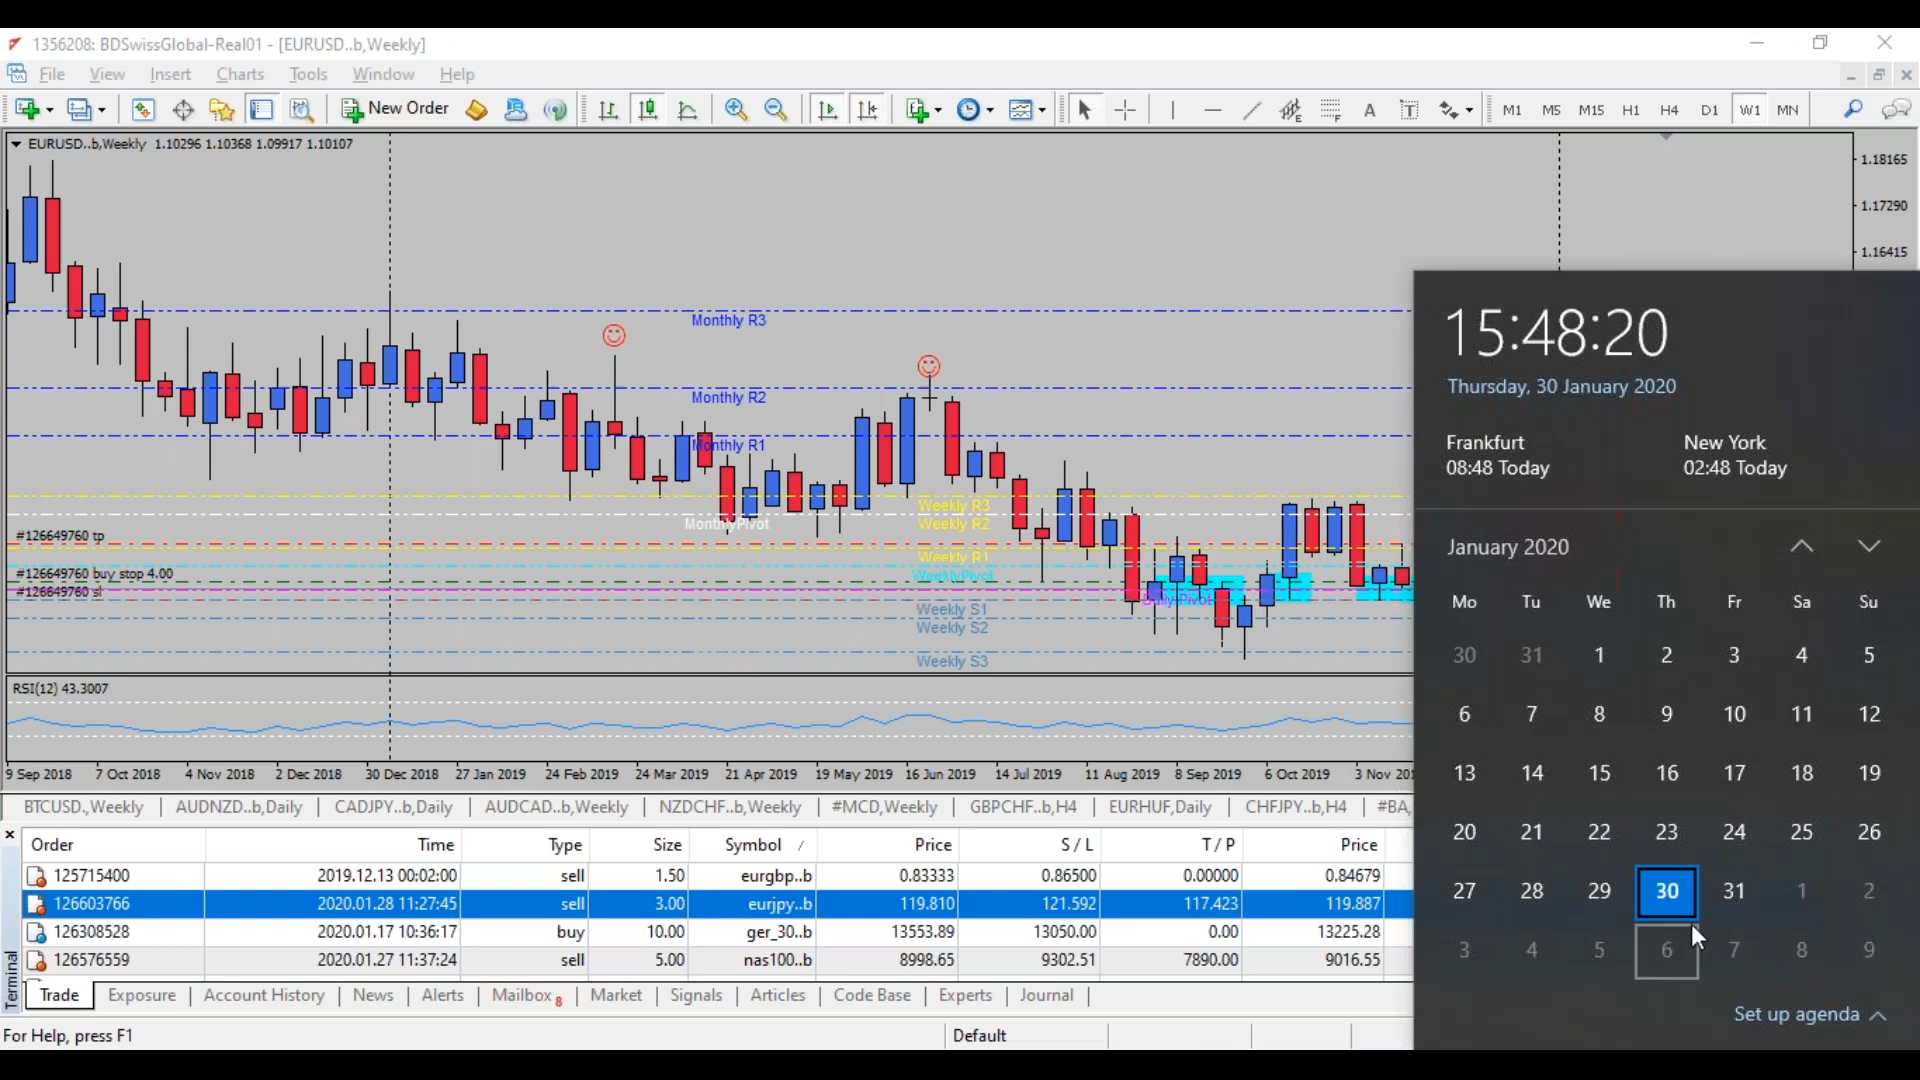 1356208: BDSwissGlobal-Real01 - [EURUSD..b,Weekly]
File View Insert Charts Tools Window Help
New Order M1 M5 M15 H1 H4 D1 W1 MN
EURUSD..b,Weekly 1.10296 1.10368 1.09917 1.10107
1.18165
1.17290
1.16415
Monthly R3
Monthly R2
Monthly R1
Weekly R3
MonthlyPivot
Weekly R2
#126649760 tp
Weekly R1
#126649760 buy stop 4.00
WeeklyPivot
#126649760 sl
Daily Pivot
Weekly S1
Weekly S2
Weekly S3
RSI(12) 43.3007
9 Sep 2018 7 Oct 2018 4 Nov 2018 2 Dec 2018 30 Dec 2018 27 Jan 2019 24 Feb 2019 24 Mar 2019 21 Apr 2019 19 May 2019 16 Jun 2019 14 Jul 2019 11 Aug 2019 8 Sep 2019 6 Oct 2019 3 Nov 201
BTCUSD.,Weekly AUDNZD..b,Daily CADJPY..b,Daily AUDCAD..b,Weekly NZDCHF..b,Weekly #MCD,Weekly GBPCHF..b,H4 EURHUF,Daily CHFJPY..b,H4 #BA,
Order Time Type Size Symbol / Price S / L T / P Price
125715400 2019.12.13 00:02:00 sell 1.50 eurgbp..b 0.83333 0.86500 0.00000 0.84679
126603766 2020.01.28 11:27:45 sell 3.00 eurjpy..b 119.810 121.592 117.423 119.887
126308528 2020.01.17 10:36:17 buy 10.00 ger_30..b 13553.89 13050.00 0.00 13225.28
126576559 2020.01.27 11:37:24 sell 5.00 nas100..b 8998.65 9302.51 7890.00 9016.55
Terminal
Trade Exposure Account History News Alerts Mailbox 8 Market Signals Articles Code Base Experts Journal
For Help, press F1 Default
15:48:20
Thursday, 30 January 2020
Frankfurt New York
08:48 Today 02:48 Today
January 2020
Mo Tu We Th Fr Sa Su
30 31 1 2 3 4 5
6 7 8 9 10 11 12
13 14 15 16 17 18 19
20 21 22 23 24 25 26
27 28 29 30 31 1 2
3 4 5 6 7 8 9
Set up agenda